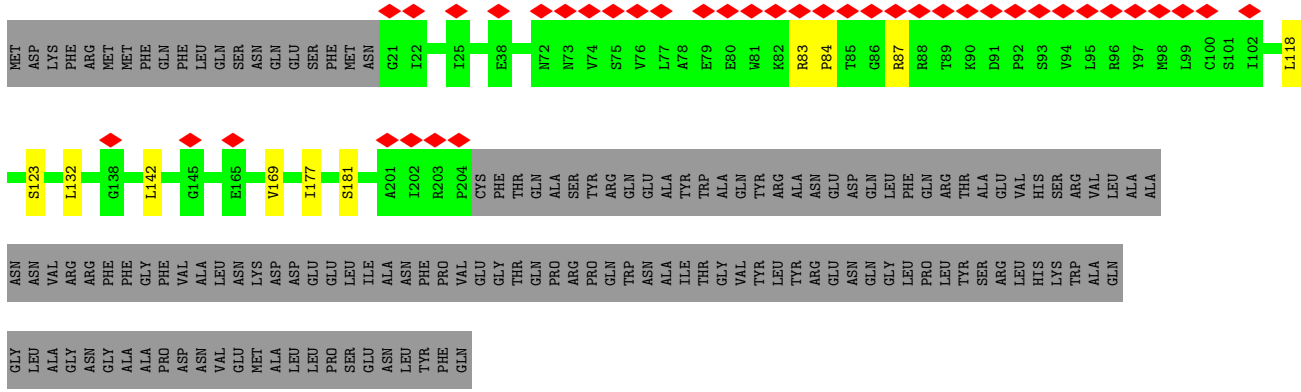 MET ASP LYS PHE ARG MET MET PHE GLN PHE LEU GLN SER ASN GLN GLU SER PHE MET ASN G21 I22 I25 E38 N72 N73 V74 S75 V76 L77 A78 E79 E80 W81 K82 R83 P84 T85 G86 R87 R88 T89 K90 D91 P92 S93 V94 L95 R96 Y97 M98 L99 C100 S101 I102 L118
S123 L132 G138 L142 G145 E165 V169 I177 S181 A201 I202 R203 P204 CYS PHE THR GLN ALA SER TYR ARG GLN GLU ALA TYR TRP ALA GLN TYR ARG ALA ASN GLU ASP GLN LEU PHE GLN ARG THR ALA GLU VAL HIS SER ARG VAL LEU ALA ALA
ASN ASN VAL ARG ARG PHE PHE GLY PHE VAL ALA LEU ASN LYS ASP ASP GLU GLU LEU ILE ALA ASN PHE PRO VAL GLU GLY THR GLN PRO ARG PRO GLN TRP ASN ALA ILE THR GLY VAL TYR LEU TYR ARG GLU ASN GLN GLY LEU PRO LEU TYR SER ARG LEU HIS LYS TRP ALA GLN
GLY LEU ALA GLY ASN GLY ALA ALA PRO ASP ASN VAL GLU MET ALA LEU LEU PRO SER GLU ASN LEU TYR PHE GLN